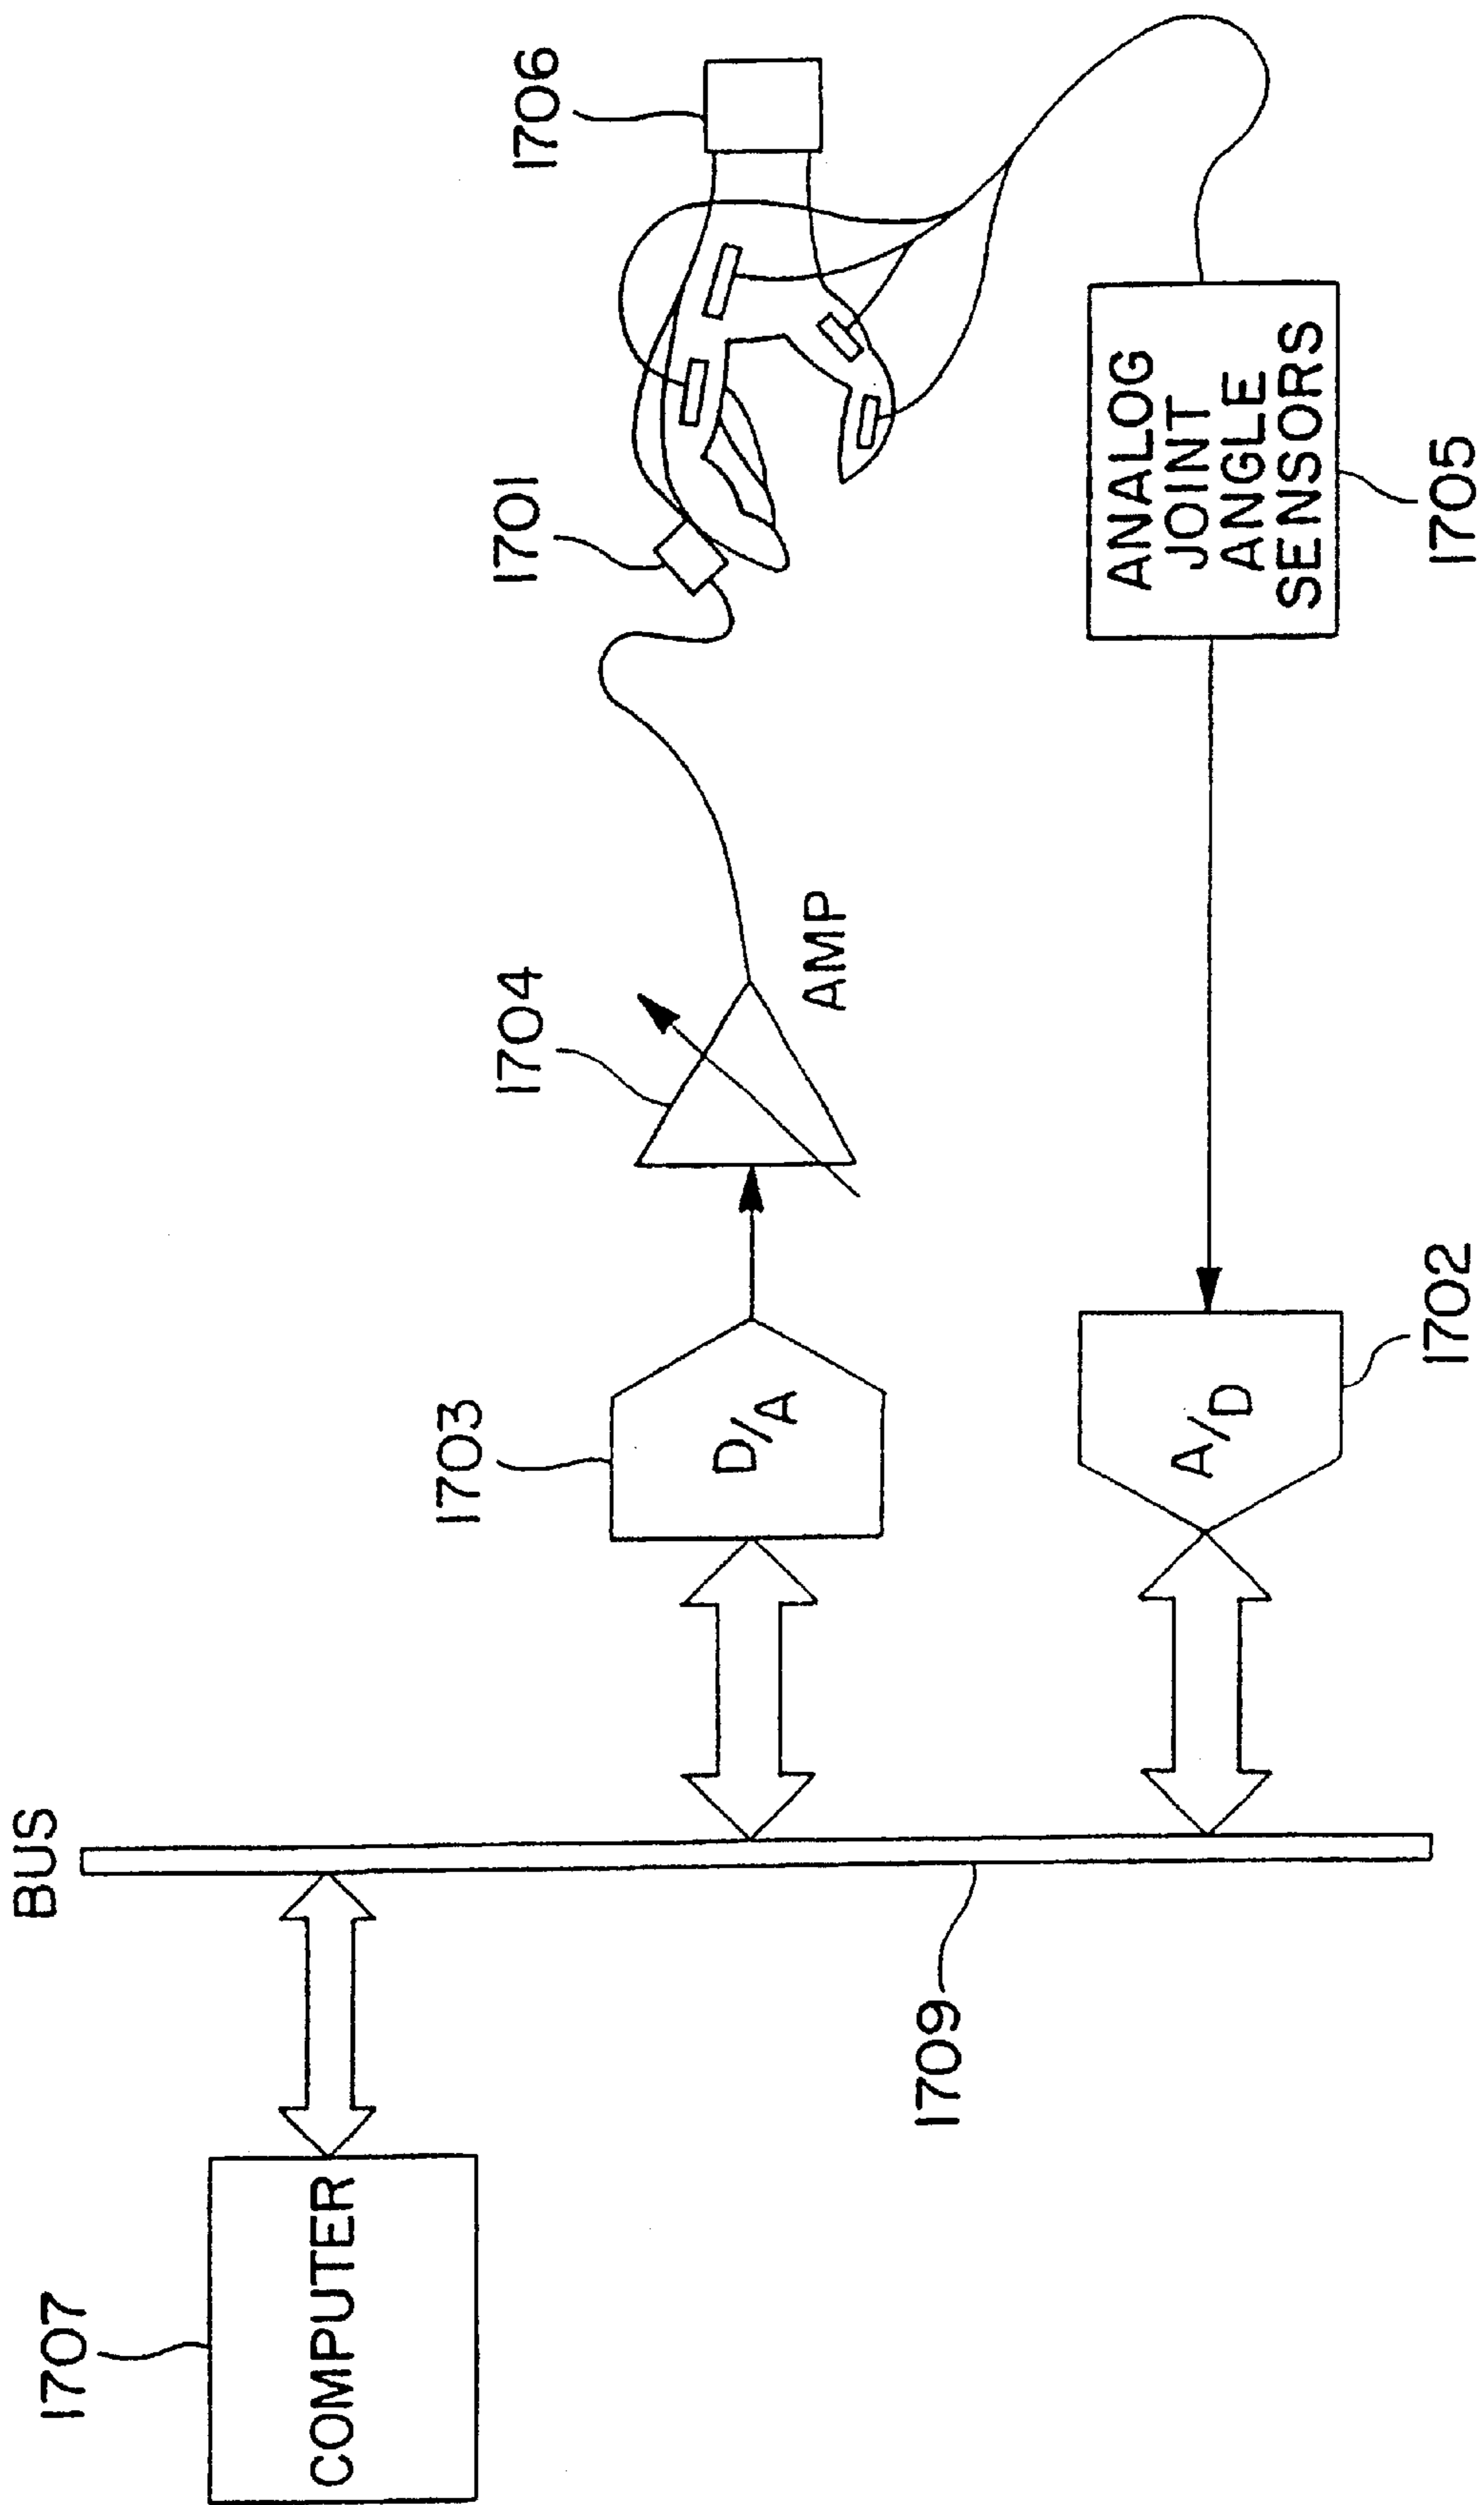 1707
COMPUTER
BUS
1709
1703
D/A
1704
AMP
1701
1706
A/D
1702
ANALOG
JOINT
ANGLE
SENSORS
1705